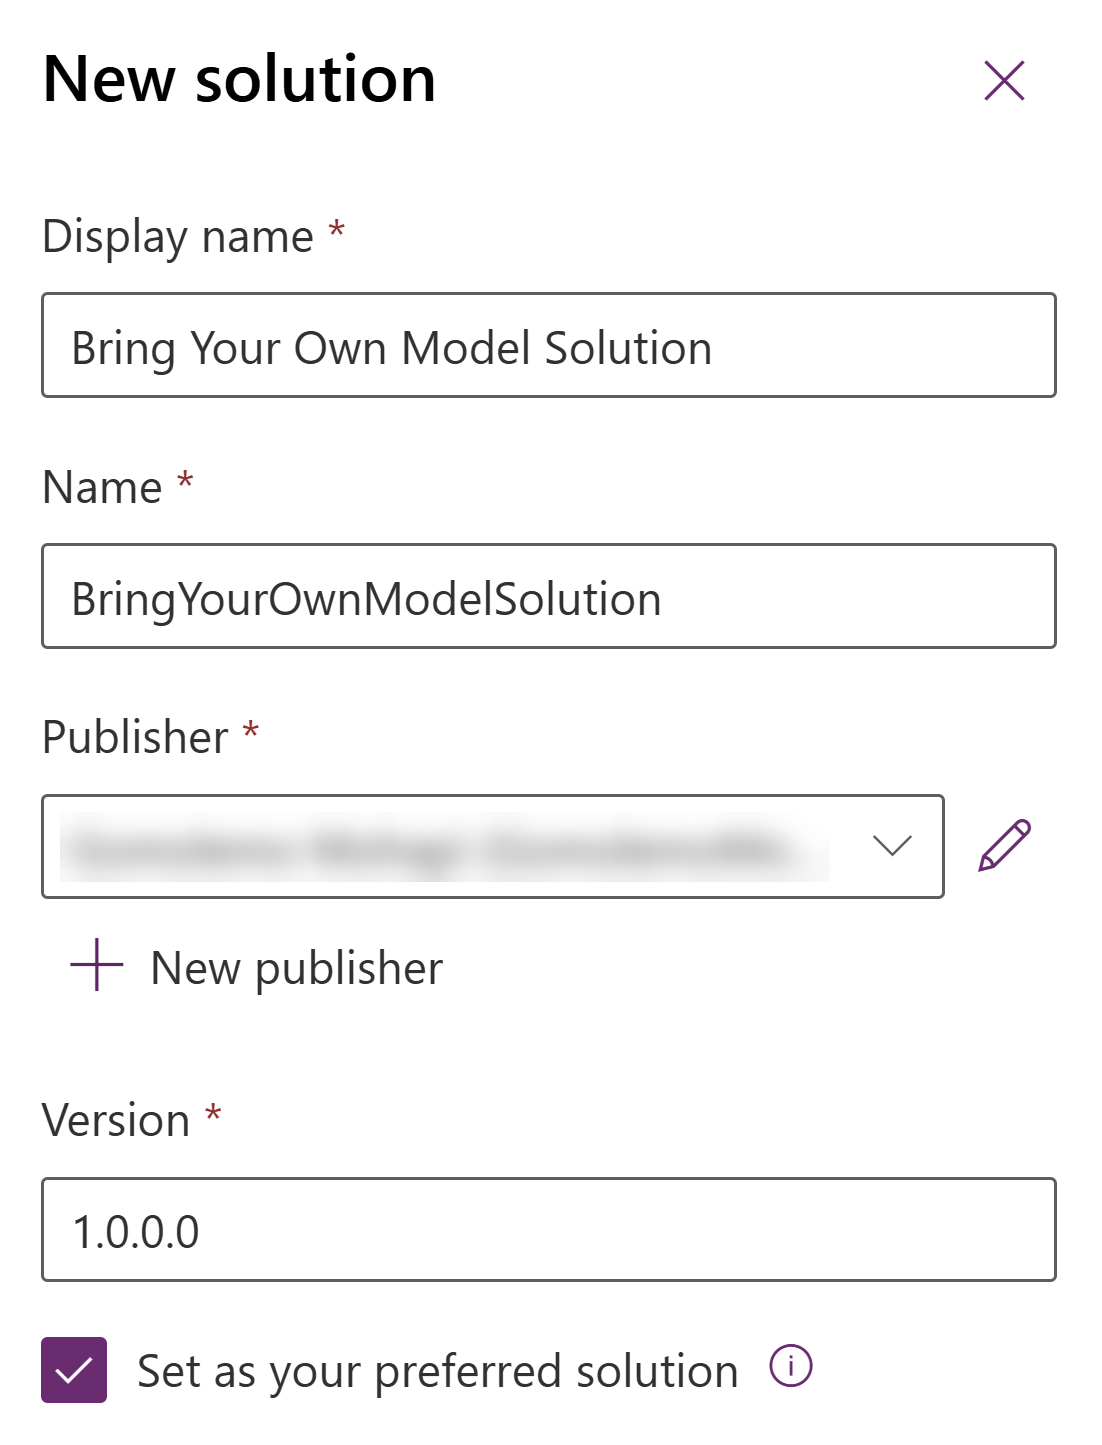 New solution
Display name *
Bring Your Own Model Solution
Name *
BringYourOwnModelSolution
Publisher *
New publisher
Version *
1.0.0.0
Set as your preferred solution